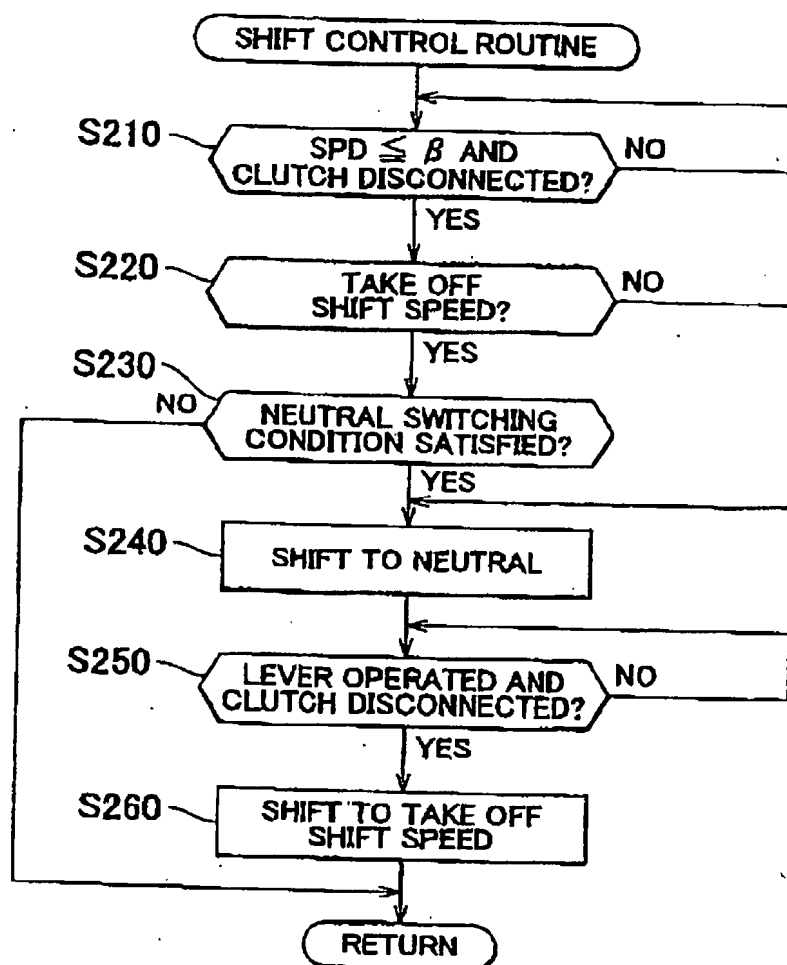 SHIFT CONTROL ROUTINE
S210
SPD ≦ β AND
CLUTCH DISCONNECTED?
NO
YES
S220
TAKE OFF
SHIFT SPEED?
NO
YES
S230
NO
NEUTRAL SWITCHING
CONDITION SATISFIED?
YES
S240
SHIFT TO NEUTRAL
S250
LEVER OPERATED AND
CLUTCH DISCONNECTED?
NO
YES
S260
SHIFT TO TAKE OFF
SHIFT SPEED
RETURN